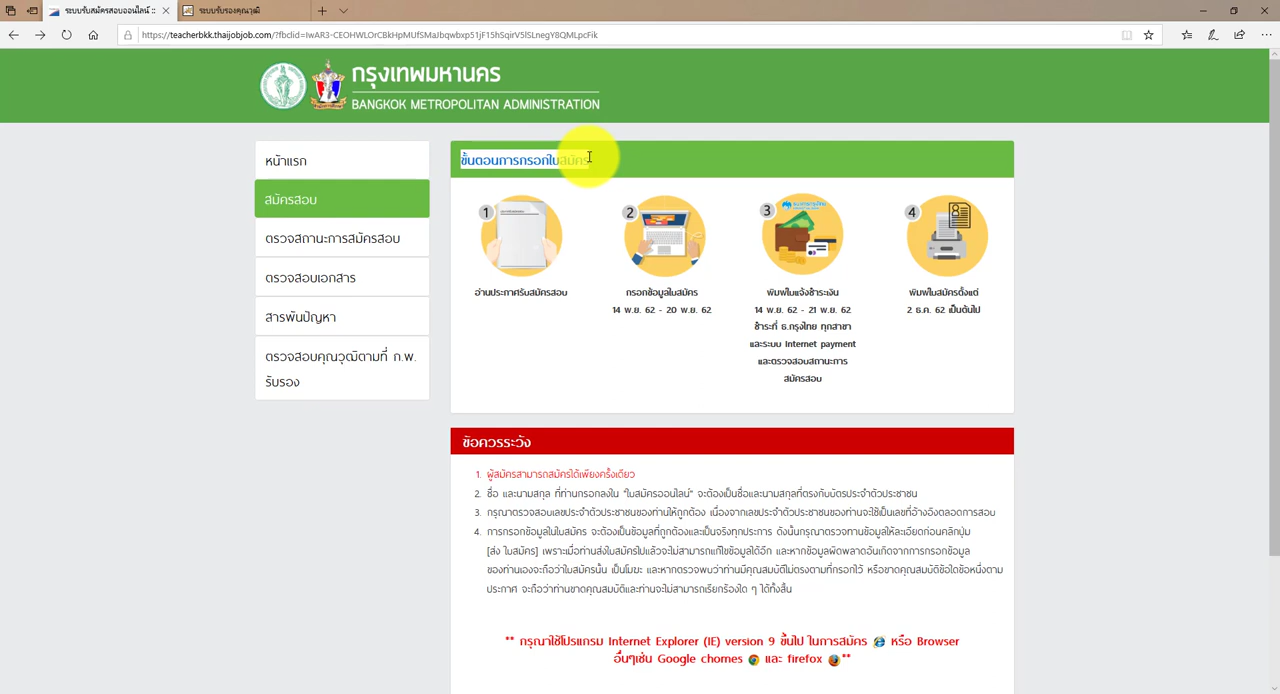 ระบบรับสมัครสอบออนไลน์ ::
ระบบรับรองคุณวุฒิ
https://teacherbkk.thaijobjob.com/?fbclid=IwAR3-CEOHWLOrCBkHpMUfSMaJbqwbxp51jF15hSqirV5lSLnegY8QMLpcFik
กรุงเทพมหานคร
BANGKOK METROPOLITAN ADMINISTRATION
หน้าแรก
สมัครสอบ
ตรวจสถานะการสมัครสอบ
ตรวจสอบเอกสาร
สารพันปัญหา
ตรวจสอบคุณวุฒิตามที่ ก.พ.
รับรอง
ขั้นตอนการกรอกใบสมัคร
1
อ่านประกาศรับสมัครสอบ
2
กรอกข้อมูลใบสมัคร
14 พ.ย. 62 - 20 พ.ย. 62
3
พิมพ์ใบแจ้งชำระเงิน
14 พ.ย. 62 - 21 พ.ย. 62
ชำระที่ ธ.กรุงไทย ทุกสาขา
และระบบ Internet payment
และตรวจสอบสถานะการ
สมัครสอบ
4
พิมพ์ใบสมัครตั้งแต่
2 ธ.ค. 62 เป็นต้นไป
ข้อควรระวัง
1. ผู้สมัครสามารถสมัครได้เพียงครั้งเดียว
2. ชื่อ และนามสกุล ที่ท่านกรอกลงใน "ใบสมัครออนไลน์" จะต้องเป็นชื่อและนามสกุลที่ตรงกับบัตรประจำตัวประชาชน
3. กรุณาตรวจสอบเลขประจำตัวประชาชนของท่านให้ถูกต้อง เนื่องจากเลขประจำตัวประชาชนของท่านจะใช้เป็นเลขที่อ้างอิงตลอดการสอบ
4. การกรอกข้อมูลในใบสมัคร จะต้องเป็นข้อมูลที่ถูกต้องและเป็นจริงทุกประการ ดังนั้นกรุณาตรวจทานข้อมูลให้ละเอียดก่อนคลิกปุ่ม
[ส่ง ใบสมัคร] เพราะเมื่อท่านส่งใบสมัครไปแล้วจะไม่สามารถแก้ไขข้อมูลได้อีก และหากข้อมูลผิดพลาดอันเกิดจากการกรอกข้อมูล
ของท่านเองจะถือว่าใบสมัครนั้น เป็นโมฆะ และหากตรวจพบว่าท่านมีคุณสมบัติไม่ตรงตามที่กรอกไว้ หรือขาดคุณสมบัติข้อใดข้อหนึ่งตาม
ประกาศ จะถือว่าท่านขาดคุณสมบัติและท่านจะไม่สามารถเรียกร้องใด ๆ ได้ทั้งสิ้น
** กรุณาใช้โปรแกรม Internet Explorer (IE) version 9 ขึ้นไป ในการสมัคร หรือ Browser
อื่นๆเช่น Google chomes และ firefox **